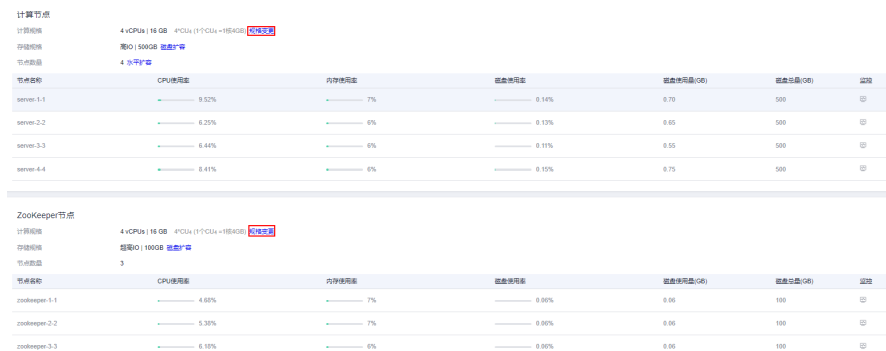 计算节点
计算规格 4 vCPUs | 16 GB 4*CUs (1个CUs =1核4GB) 规格变更
存储规格 高IO | 500GB 磁盘扩容
节点数量 4 水平扩容
节点名称 CPU使用率 内存使用率 磁盘使用率 磁盘使用量(GB) 磁盘总量(GB) 监控
server-1-1 9.52% 7% 0.14% 0.70 500
server-2-2 6.25% 6% 0.13% 0.65 500
server-3-3 6.44% 6% 0.11% 0.55 500
server-4-4 8.41% 6% 0.15% 0.75 500
ZooKeeper节点
计算规格 4 vCPUs | 16 GB 4*CUs (1个CUs =1核4GB) 规格变更
存储规格 超高IO | 100GB 磁盘扩容
节点数量 3
节点名称 CPU使用率 内存使用率 磁盘使用率 磁盘使用量(GB) 磁盘总量(GB) 监控
zookeeper-1-1 4.68% 7% 0.06% 0.06 100
zookeeper-2-2 5.38% 7% 0.06% 0.06 100
zookeeper-3-3 6.18% 6% 0.06% 0.06 100